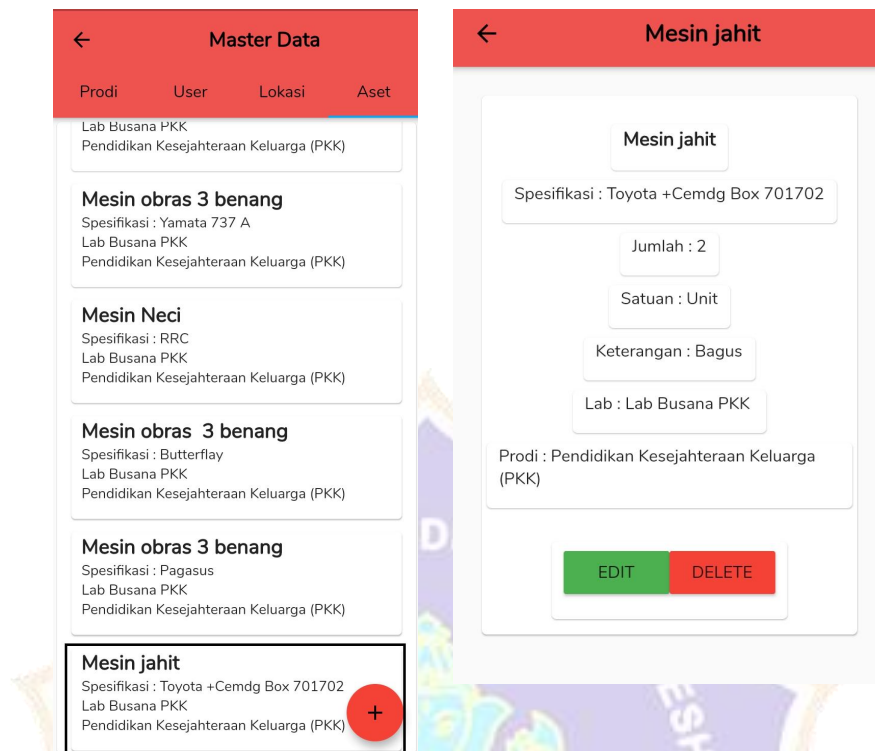 Master Data
Prodi User Lokasi Aset
Lab Busana PKK
Pendidikan Kesejahteraan Keluarga (PKK)
Mesin obras 3 benang
Spesifikasi : Yamata 737 A
Lab Busana PKK
Pendidikan Kesejahteraan Keluarga (PKK)
Mesin Neci
Spesifikasi : RRC
Lab Busana PKK
Pendidikan Kesejahteraan Keluarga (PKK)
Mesin obras  3 benang
Spesifikasi : Butterflay
Lab Busana PKK
Pendidikan Kesejahteraan Keluarga (PKK)
Mesin obras 3 benang
Spesifikasi : Pagasus
Lab Busana PKK
Pendidikan Kesejahteraan Keluarga (PKK)
Mesin jahit
Spesifikasi : Toyota +Cemdg Box 701702
Lab Busana PKK
Pendidikan Kesejahteraan Keluarga (PKK)
+
Mesin jahit
Mesin jahit
Spesifikasi : Toyota +Cemdg Box 701702
Jumlah : 2
Satuan : Unit
Keterangan : Bagus
Lab : Lab Busana PKK
Prodi : Pendidikan Kesejahteraan Keluarga
(PKK)
EDIT DELETE